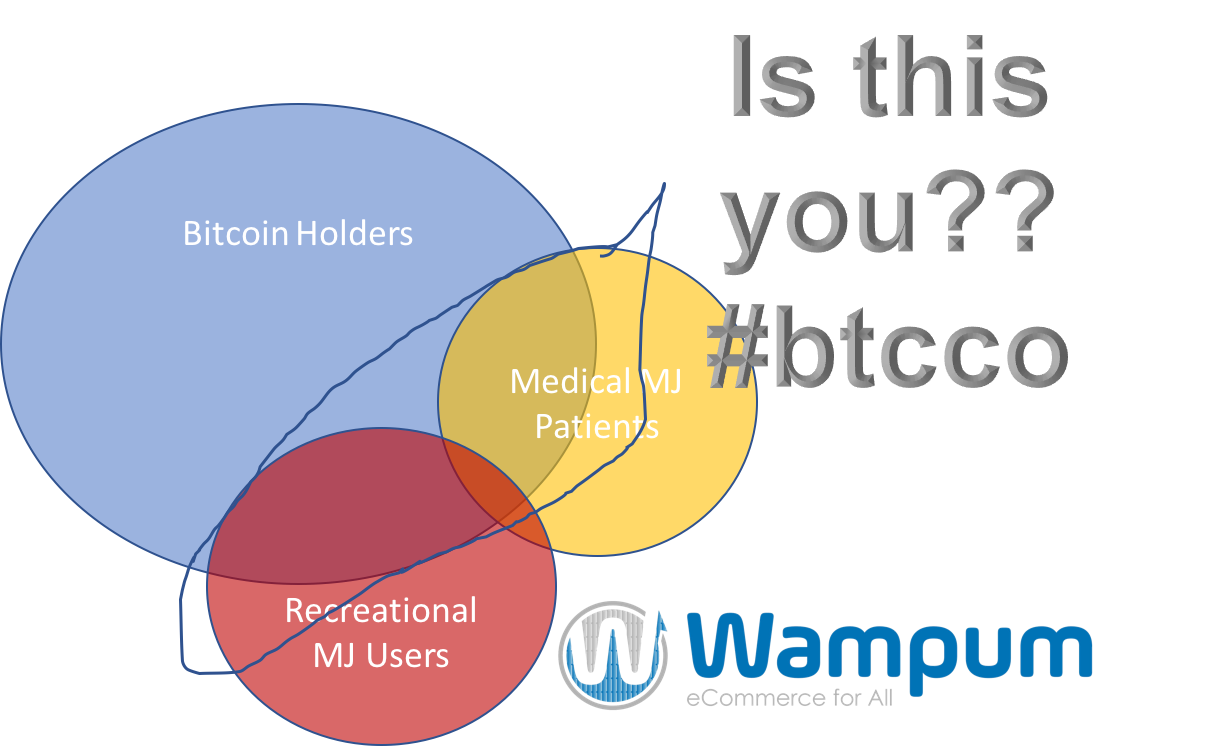 Is this
you??
#btcco
Bitcoin Holders
Medical MJ
Patients
Recreational
MJ Users
W
Wampum
eCommerce for All